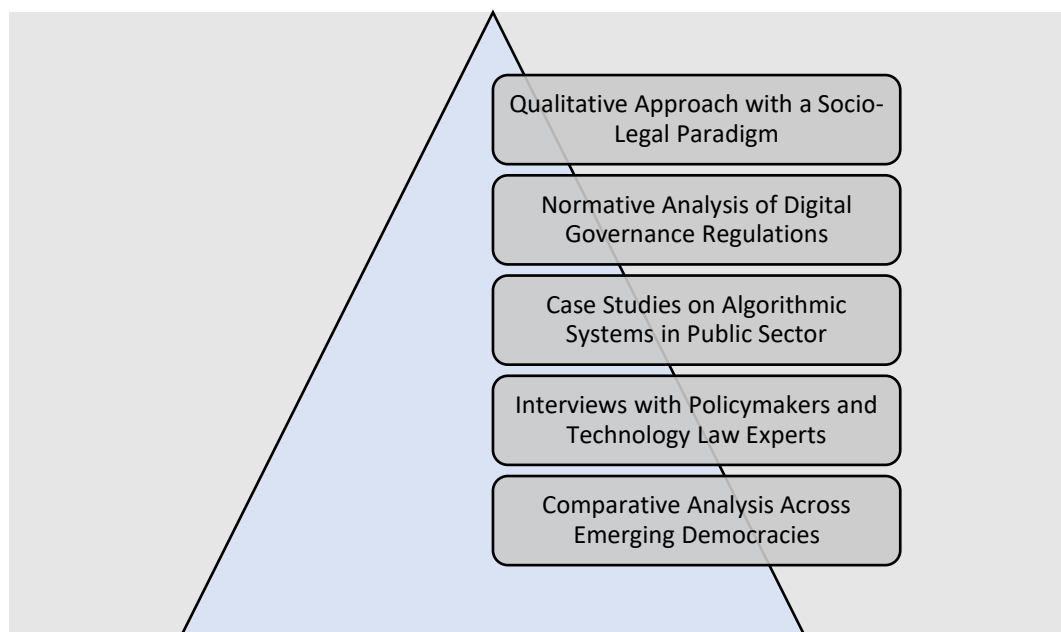 Qualitative Approach with a Socio-
Legal Paradigm
Normative Analysis of Digital
Governance Regulations
Case Studies on Algorithmic
Systems in Public Sector
Interviews with Policymakers and
Technology Law Experts
Comparative Analysis Across
Emerging Democracies